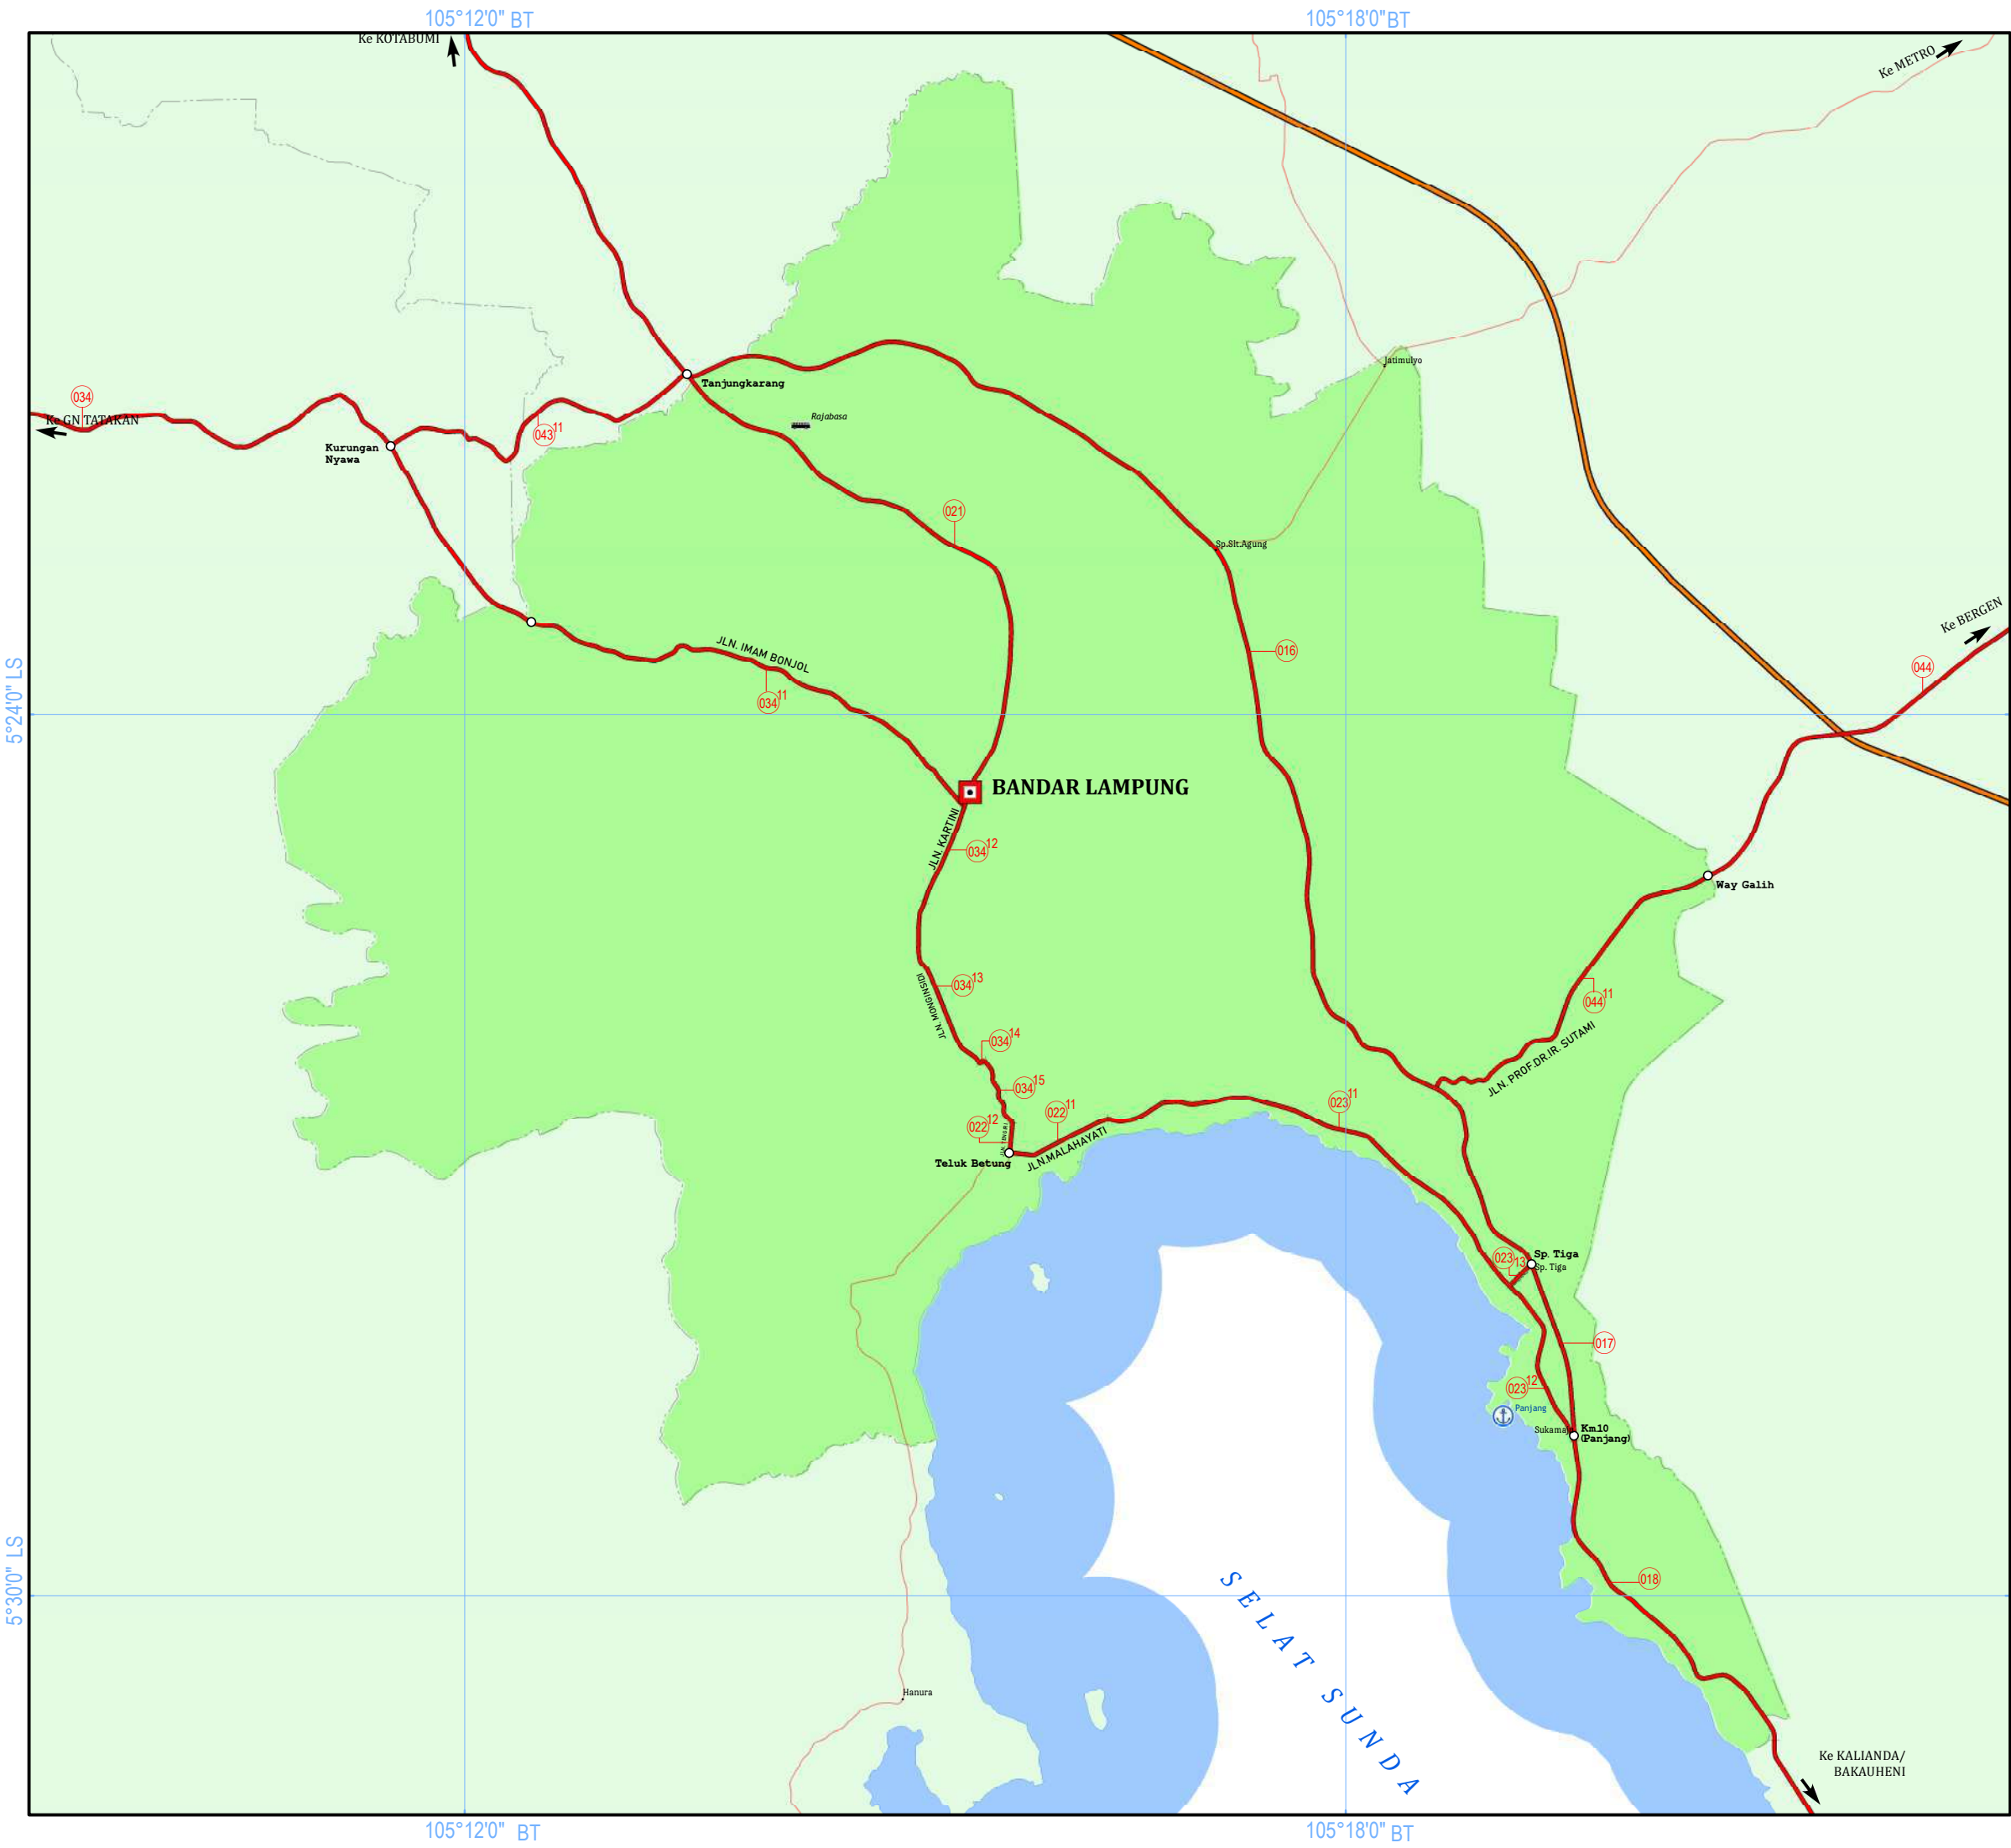 105°12'0" BT
105°18'0" BT
Ke KOTABUMI
Ke METRO
Jatimulyo
Tanjungkarang
034
Ke GN TATAKAN
Rajabasa
043 11
Kurungan
Nyawa
021
Sp.Slt.Agung
Ke BERGEN
JLN. IMAM BONJOL
016
044
034 11
5°24'0" LS
BANDAR LAMPUNG
JLN. KARTINI
034 12
Way Galih
JLN. MONGINSIDI
034 13
044 11
034 14
JLN. PROF.DR.IR. SUTAMI
034 15
022 12
022 11
023 11
JLN.MALAHAYATI
Teluk Betung
Sp. Tiga
023 13
Sp. Tiga
017
023 12
Panjang
Km10
(Panjang)
018
5°30'0" LS
SELAT SUNDA
Hanura
Ke KALIANDA/
BAKAUHENI
105°12'0" BT
105°18'0" BT